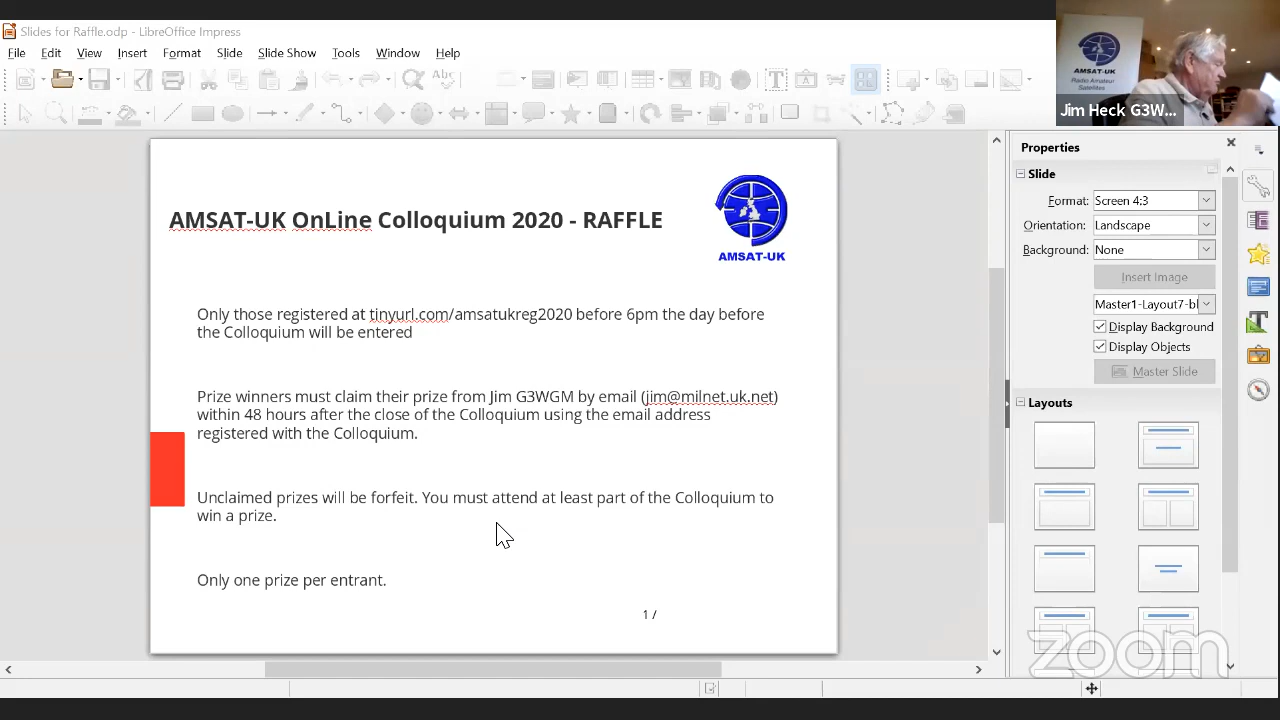 Slides for Raffle.odp - LibreOffice Impress
File Edit View Insert Format Slide Slide Show Tools Window Help
Abc
AMSAT-UK
Radio Amateur
Satellites
Jim Heck G3W...
AMSAT-UK OnLine Colloquium 2020 - RAFFLE
AMSAT-UK
Only those registered at tinyurl.com/amsatukreg2020 before 6pm the day before
the Colloquium will be entered
Prize winners must claim their prize from Jim G3WGM by email (jim@milnet.uk.net)
within 48 hours after the close of the Colloquium using the email address
registered with the Colloquium.
Unclaimed prizes will be forfeit. You must attend at least part of the Colloquium to
win a prize.
Only one prize per entrant.
1 /
Properties
Slide
Format: Screen 4:3
Orientation: Landscape
Background: None
Insert Image
Master1-Layout7-bl
Display Background
Display Objects
Master Slide
Layouts
zoom